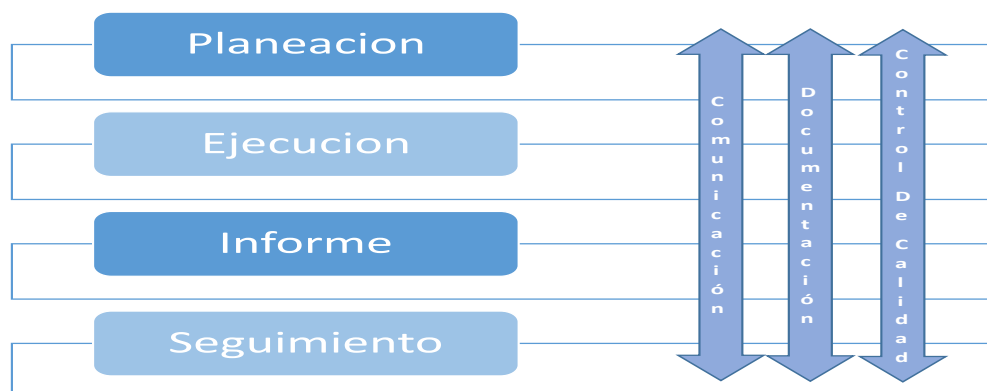 Planeacion
Ejecucion
Informe
Seguimiento
Comunicación
Documentación
Control De Calidad